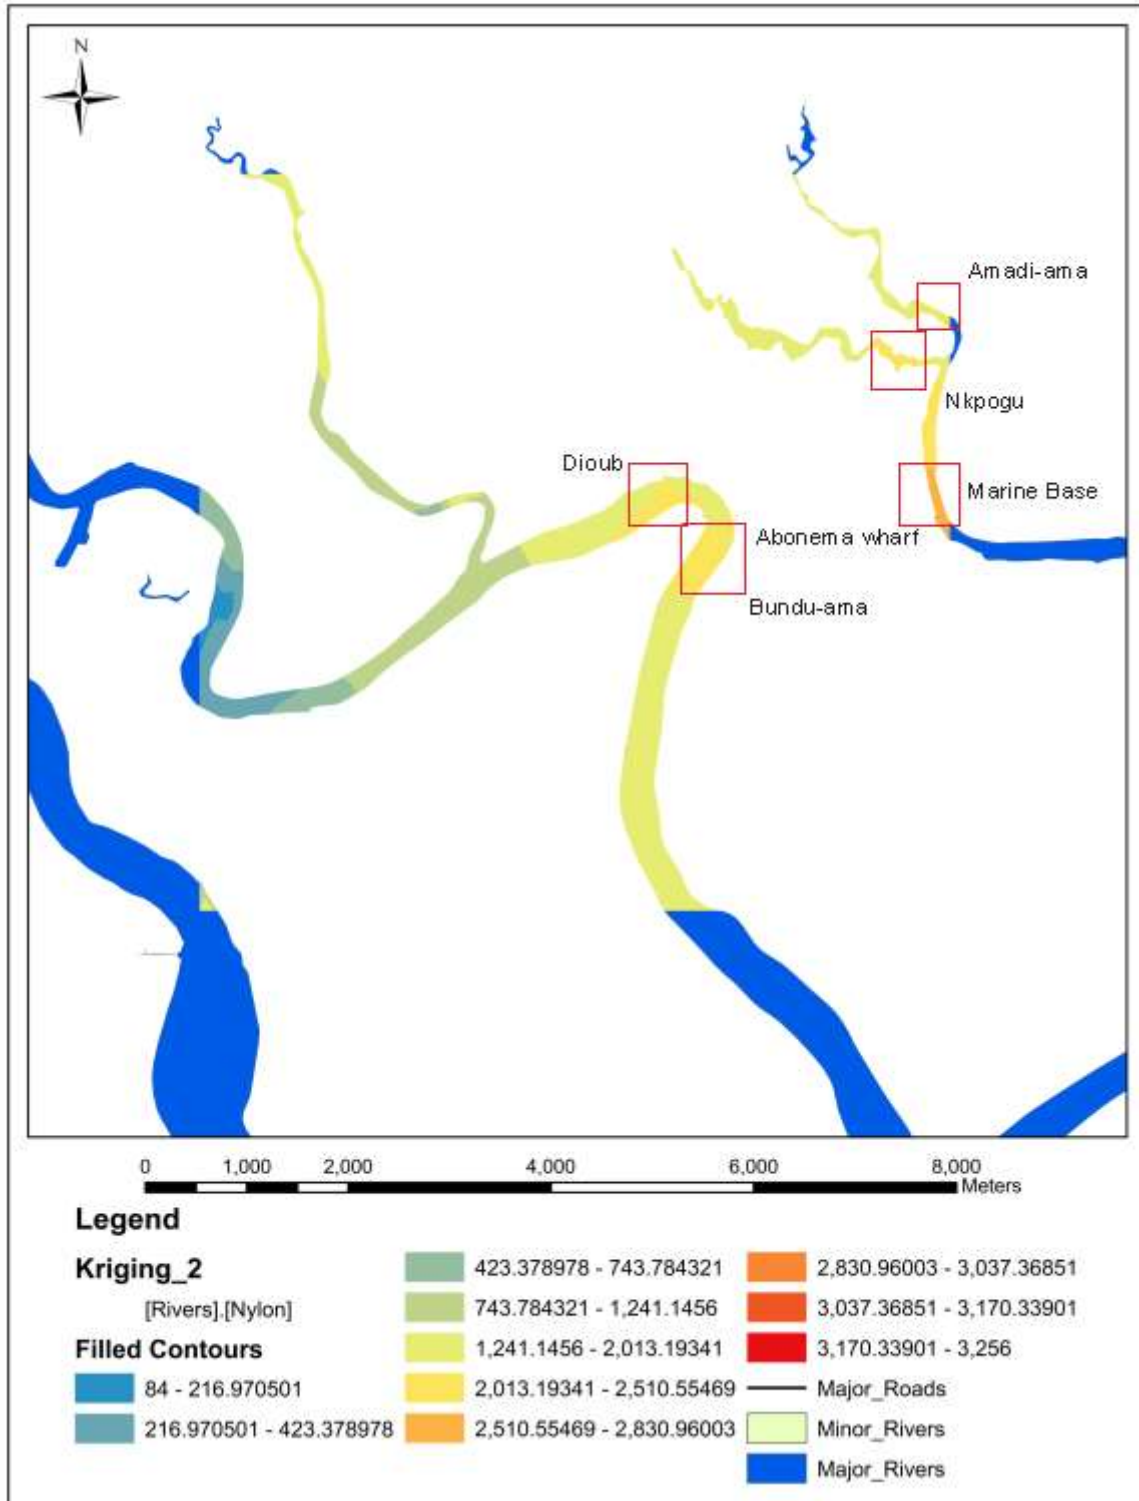 N
Amadi-ama
Nkpogu
Dioub
Marine Base
Abonema wharf
Bundu-ama
0 1,000 2,000 4,000 6,000 8,000
Meters
Legend
Kriging_2
[Rivers].[Nylon]
Filled Contours
84 - 216.970501
216.970501 - 423.378978
423.378978 - 743.784321
743.784321 - 1,241.1456
1,241.1456 - 2,013.19341
2,013.19341 - 2,510.55469
2,510.55469 - 2,830.96003
2,830.96003 - 3,037.36851
3,037.36851 - 3,170.33901
3,170.33901 - 3,256
Major_Roads
Minor_Rivers
Major_Rivers